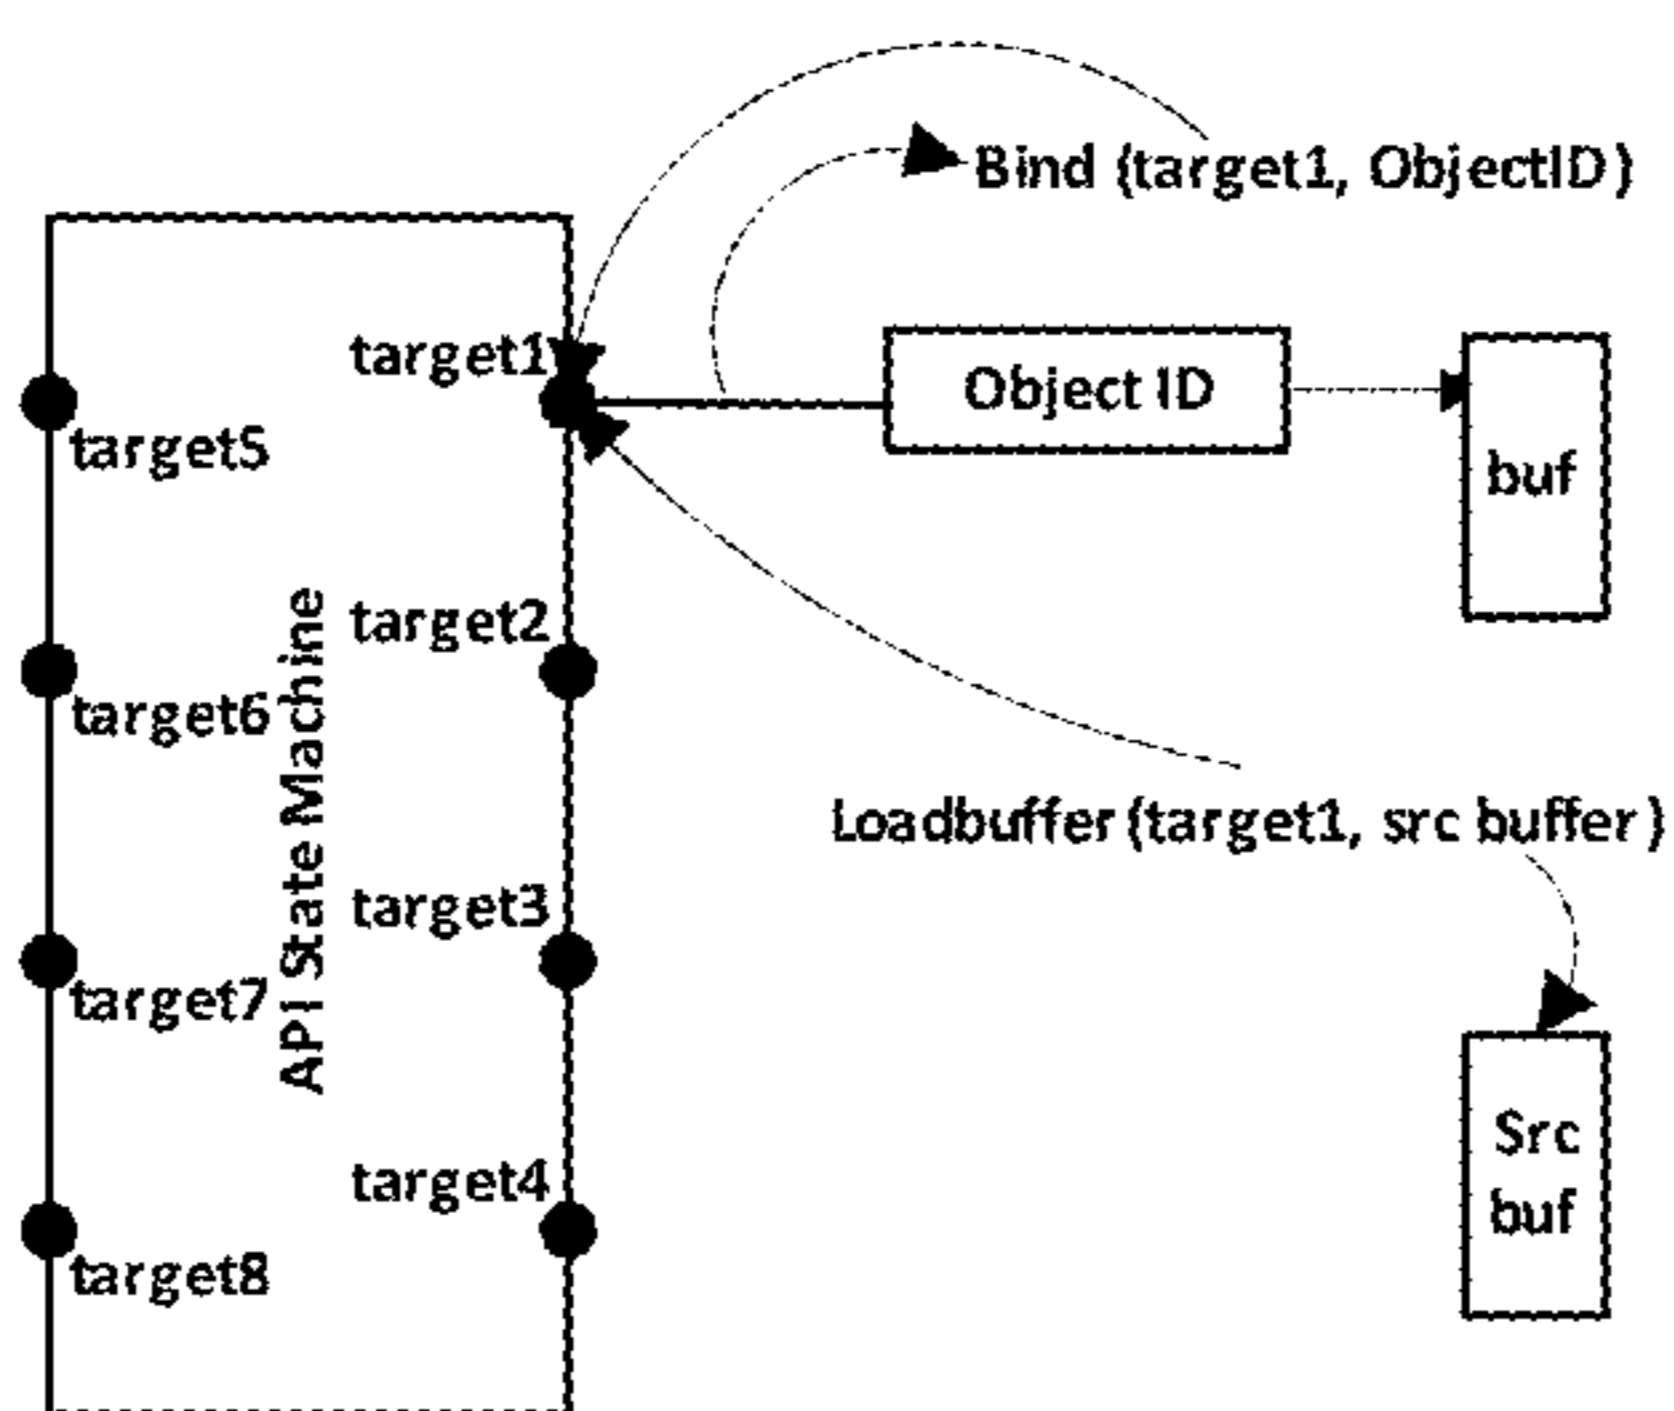 Bind (target1, ObjectID)
target1
Object ID
target5
buf
target2
target6
API State Machine
Loadbuffer (target1, src buffer)
target3
target7
Src
buf
target4
target8